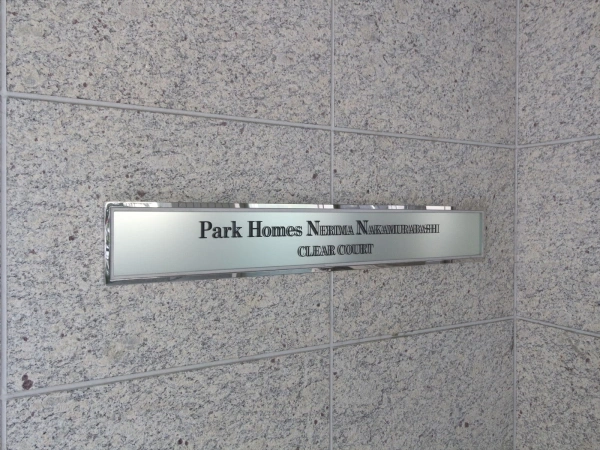 Park Homes NERIMA NAKAMURABASHI
CLEAR COURT